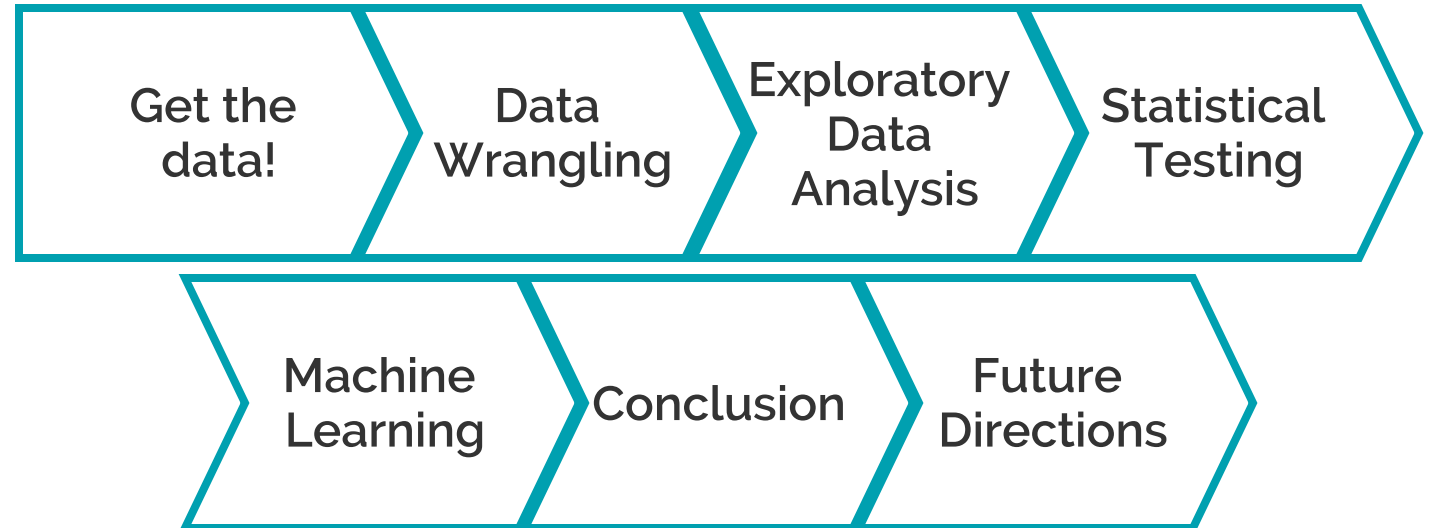 Get the
data!
Data
Wrangling
Exploratory
Data
Analysis
Statistical
Testing
Machine
Learning
Conclusion
Future
Directions